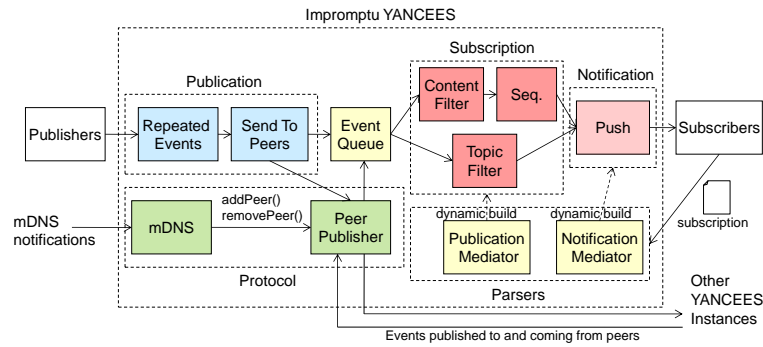 Impromptu YANCEES
Subscription
Publication
Notification
Content
Filter
Seq.
Publishers
Repeated
Events
Send To
Peers
Event
Queue
Push
Subscribers
Topic
Filter
addPeer()
removePeer()
mDNS
notifications
mDNS
Peer
Publisher
dynamic build
dynamic build
subscription
Publication
Mediator
Notification
Mediator
Protocol
Parsers
Other
YANCEES
Instances
Events published to and coming from peers